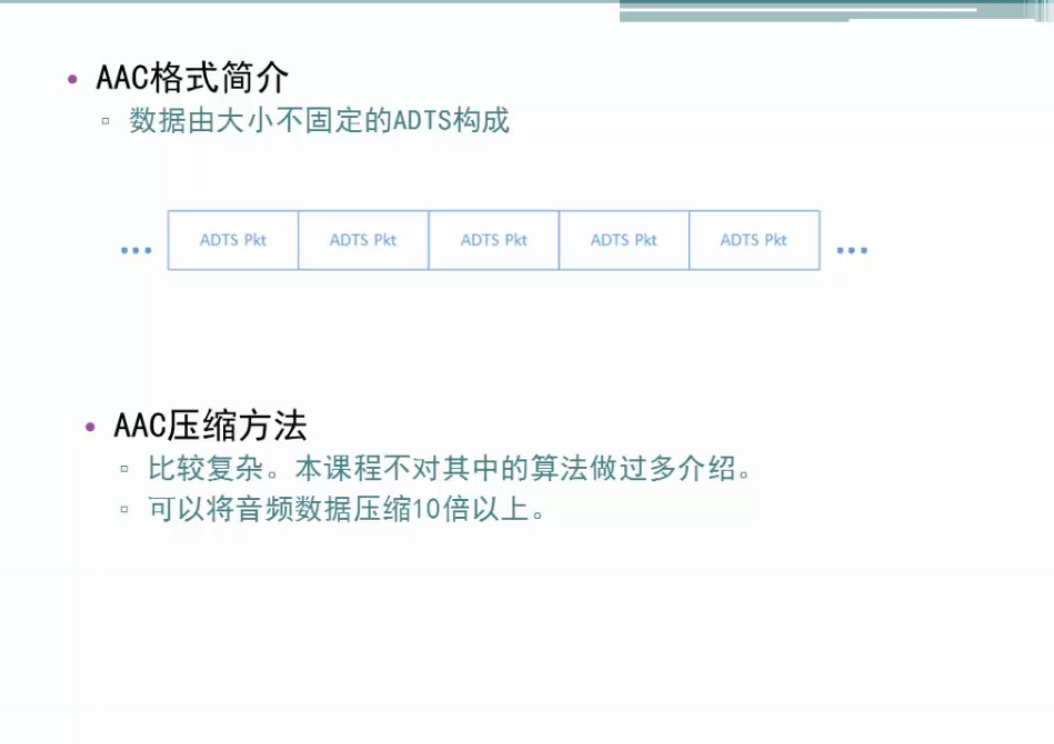 • AAC格式简介
▫ 数据由大小不固定的ADTS构成
... ADTS Pkt ADTS Pkt ADTS Pkt ADTS Pkt ADTS Pkt ...
• AAC压缩方法
▫ 比较复杂。本课程不对其中的算法做过多介绍。
▫ 可以将音频数据压缩10倍以上。